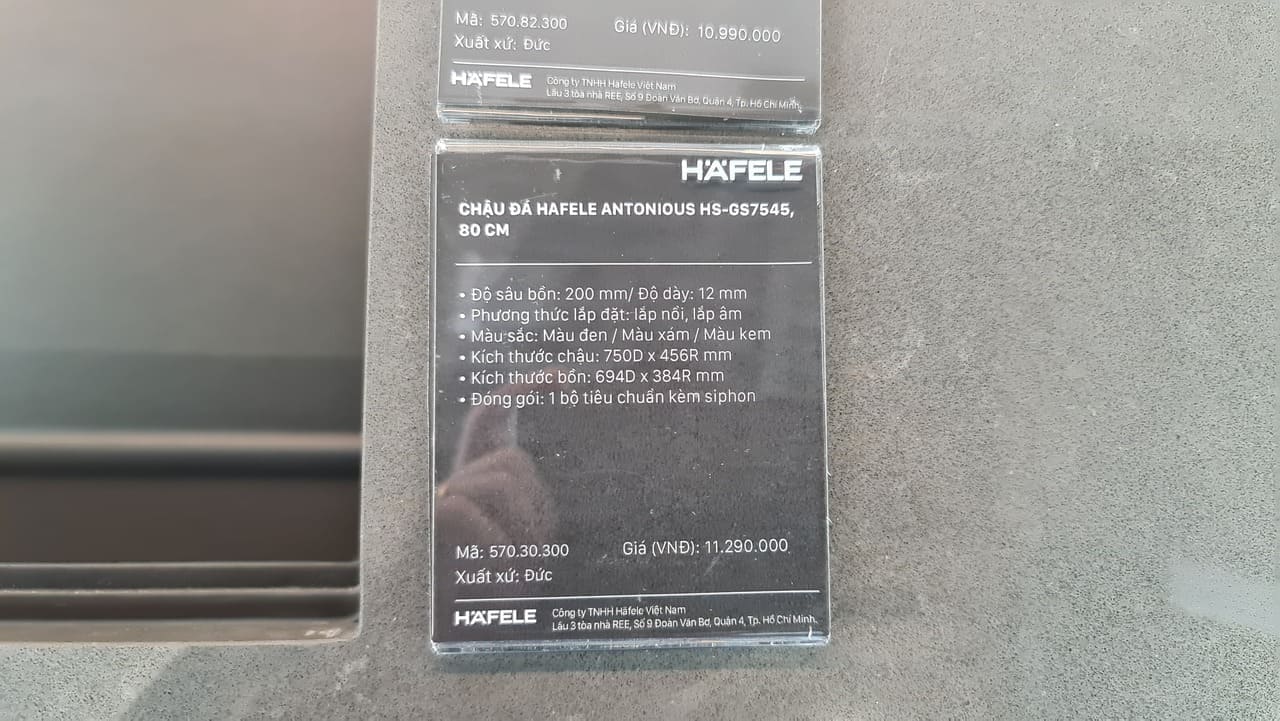 Mã: 570.82.300 Giá (VNĐ): 10.990.000
Xuất xứ: Đức
HÄFELE Công ty TNHH Häfele Việt Nam
Lầu 3 tòa nhà REE, Số 9 Đoàn Văn Bơ, Quận 4, Tp. Hồ Chí Minh.
HÄFELE
CHẬU ĐÁ HAFELE ANTONIOUS HS-GS7545,
80 CM
• Độ sâu bồn: 200 mm/ Độ dày: 12 mm
• Phương thức lắp đặt: lắp nổi, lắp âm
• Màu sắc: Màu đen / Màu xám / Màu kem
• Kích thước chậu: 750D x 456R mm
• Kích thước bồn: 694D x 384R mm
• Đóng gói: 1 bộ tiêu chuẩn kèm siphon
Mã: 570.30.300 Giá (VNĐ): 11.290.000
Xuất xứ: Đức
HÄFELE Công ty TNHH Häfele Việt Nam
Lầu 3 tòa nhà REE, Số 9 Đoàn Văn Bơ, Quận 4, Tp. Hồ Chí Minh.